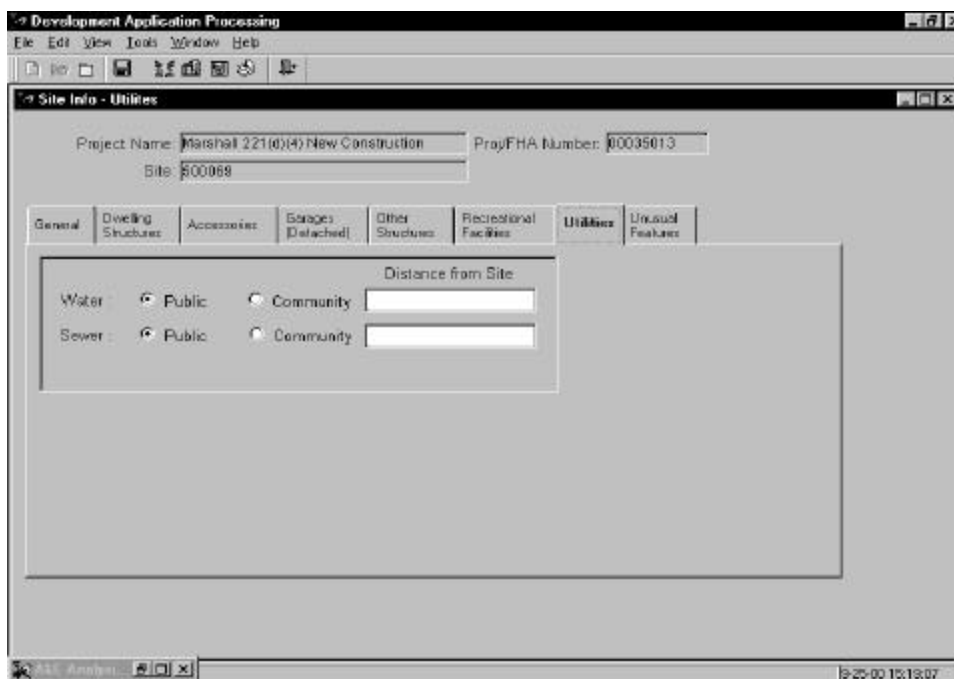 Development Application Processing
File Edit View Tools Window Help
Site Info - Utilites
Project Name: Marshall 221(d)(4) New Construction Proj/FHA Number: 00035013
Site: 500069
General Dwelling Structures Accessories Garages (Detached) Other Structures Recreational Facilities Utilities Unusual Features
Distance from Site
Water : Public Community
Sewer : Public Community
A&E
9-25-00 15:19:07